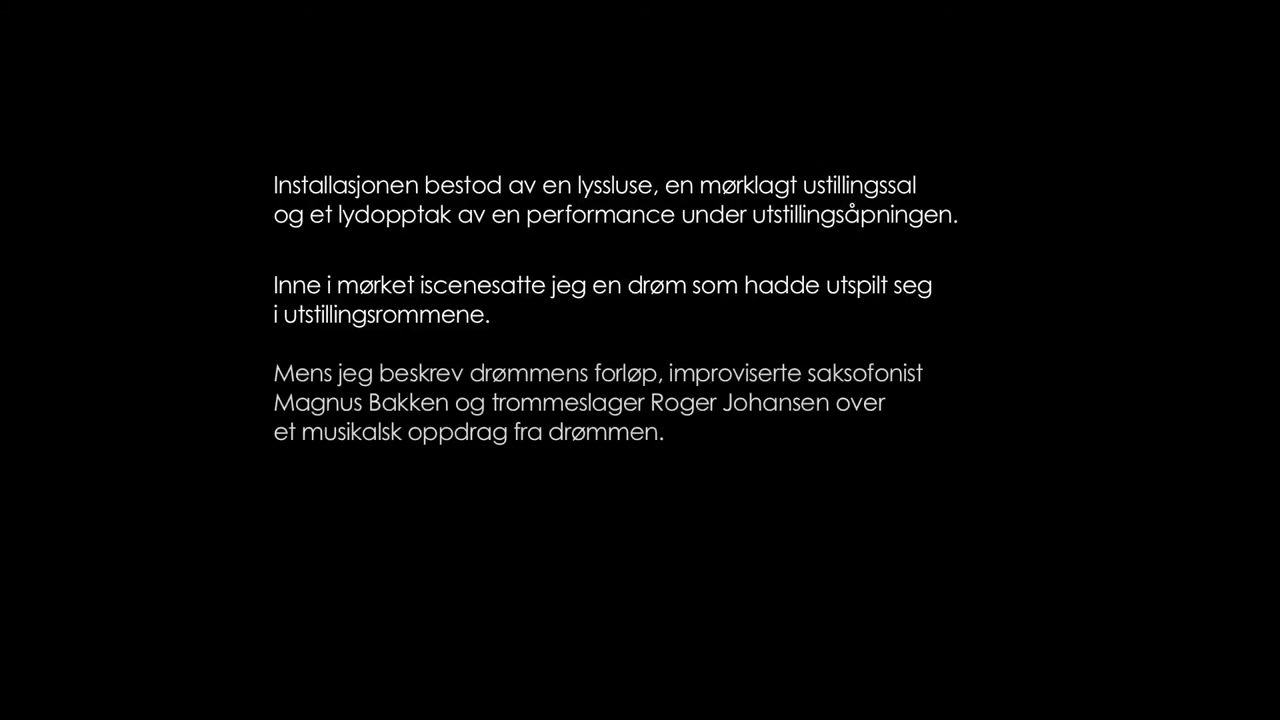 Installasjonen bestod av en lyssluse, en mørklagt ustillingssal
og et lydopptak av en performance under utstillingsåpningen.
Inne i mørket iscenesatte jeg en drøm som hadde utspilt seg
i utstillingsrommene.
Mens jeg beskrev drømmens forløp, improviserte saksofonist
Magnus Bakken og trommeslager Roger Johansen over
et musikalsk oppdrag fra drømmen.